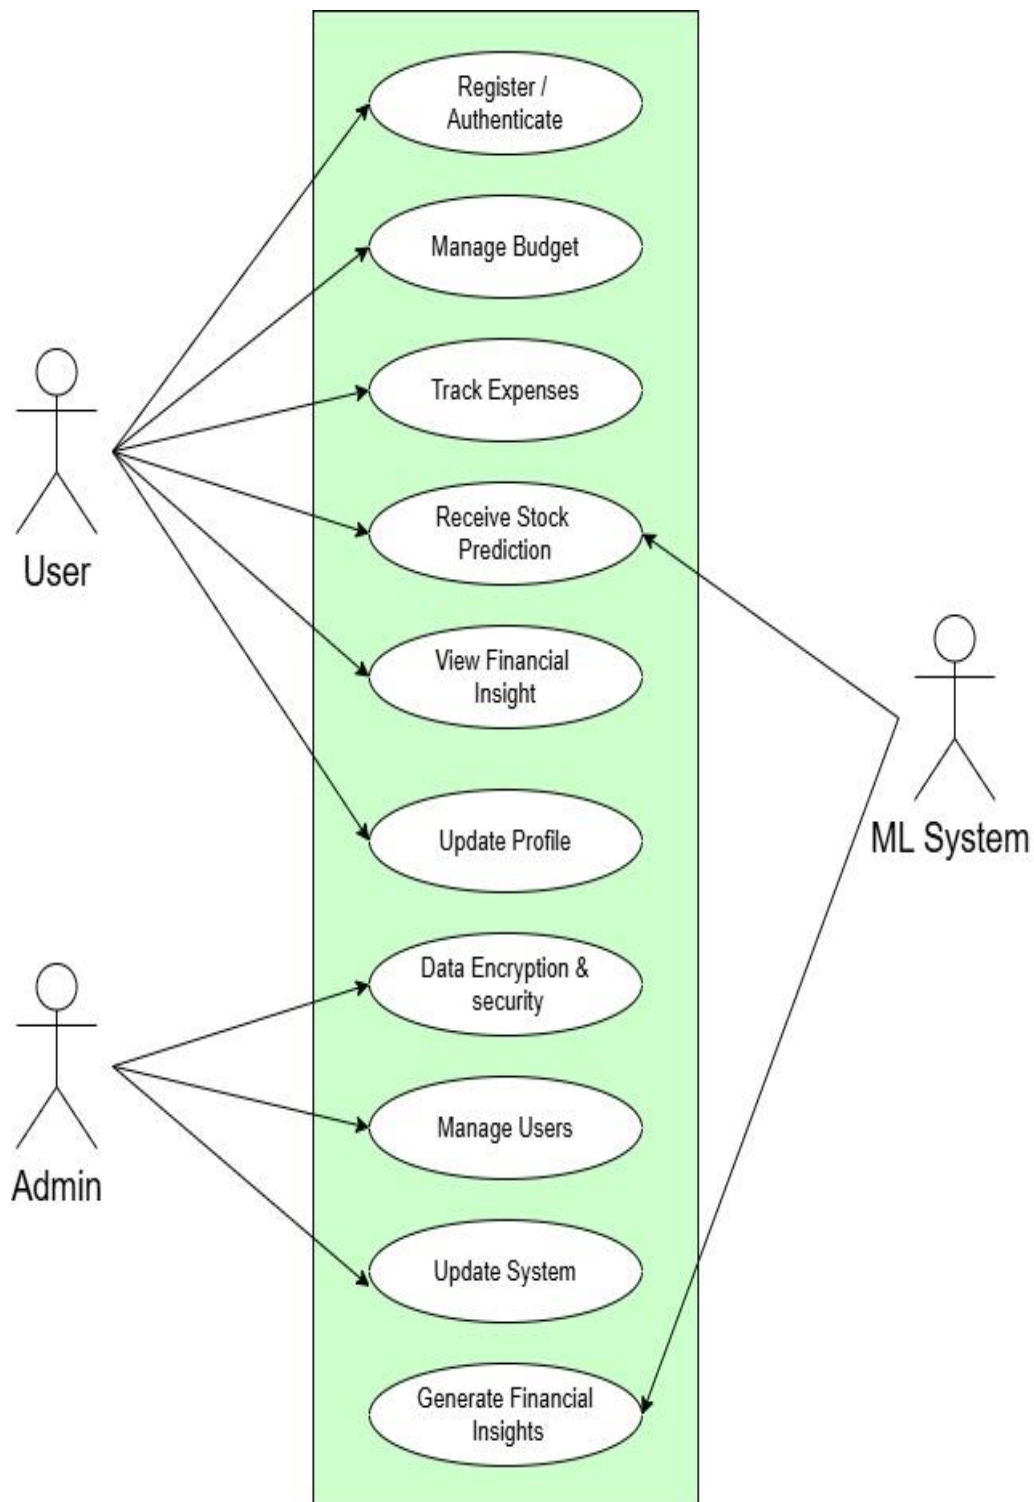 Register /
Authenticate
Manage Budget
Track Expenses
Receive Stock
Prediction
User
View Financial
Insight
Update Profile
ML System
Data Encryption &
security
Manage Users
Admin
Update System
Generate Financial
Insights